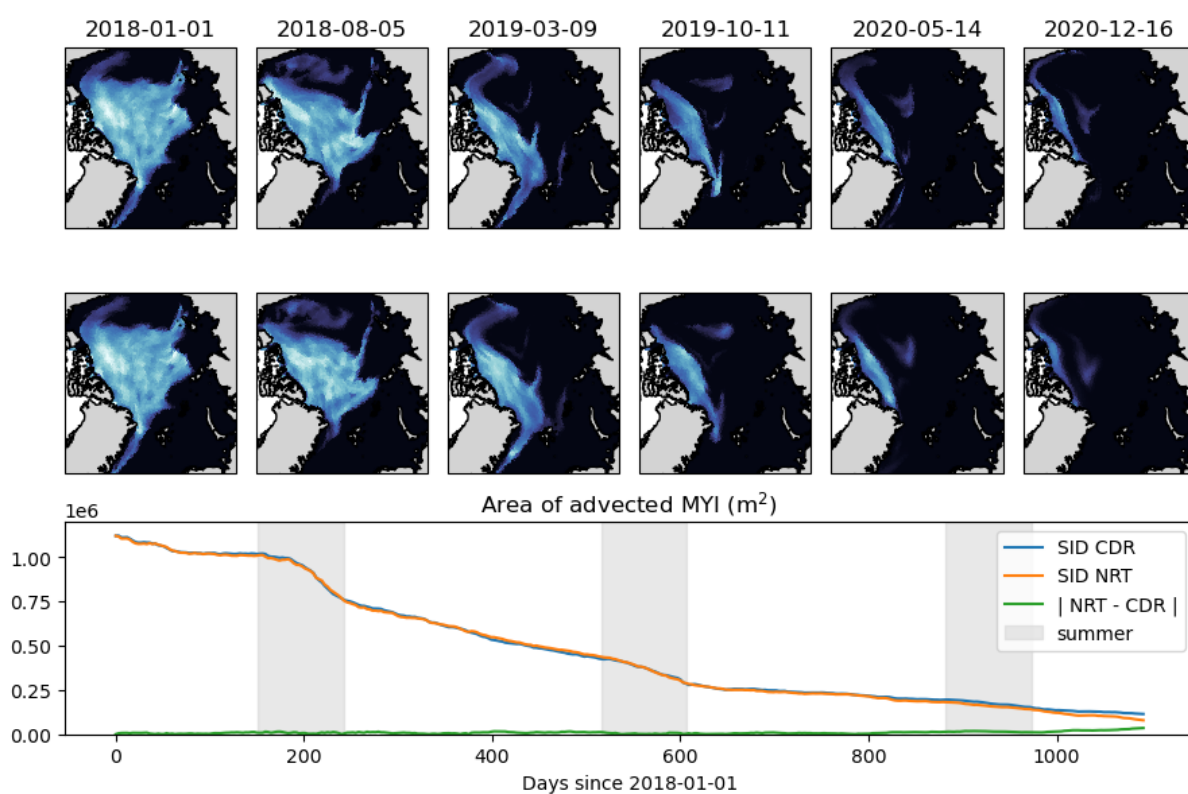 2018-01-01 2018-08-05 2019-03-09 2019-10-11 2020-05-14 2020-12-16
Area of advected MYI (m²)
1e6
1.00
0.75
0.50
0.25
0.00
SID CDR
SID NRT
| NRT - CDR |
summer
0 200 400 600 800 1000
Days since 2018-01-01